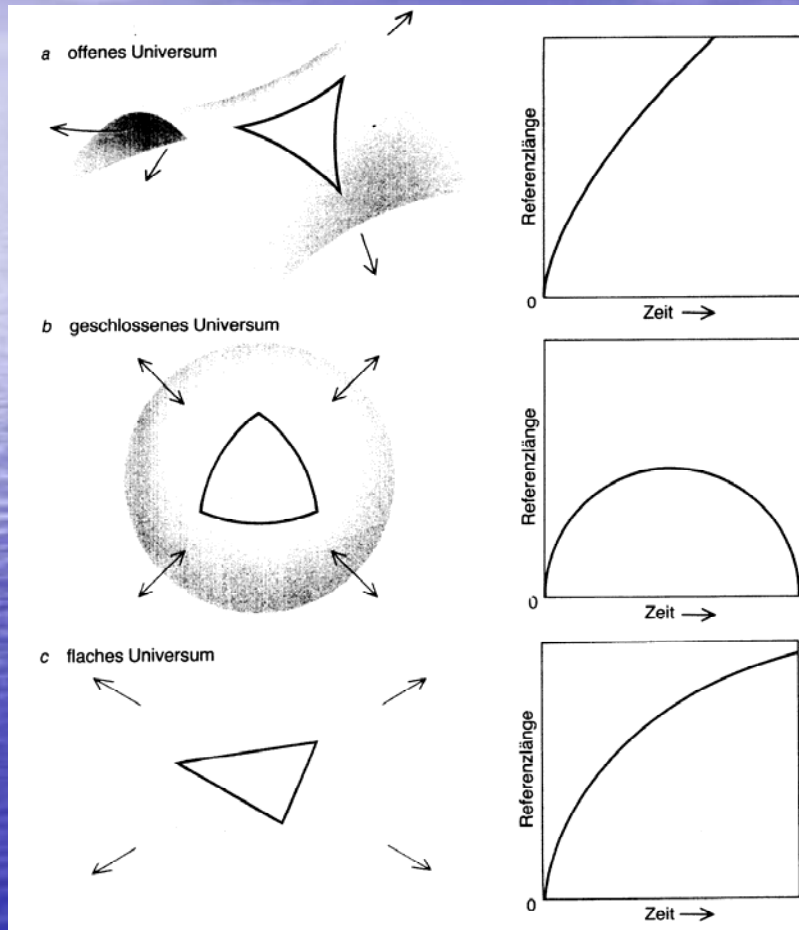 a offenes Universum
Referenzlänge
0
Zeit
b geschlossenes Universum
Referenzlänge
0
Zeit
c flaches Universum
Referenzlänge
0
Zeit